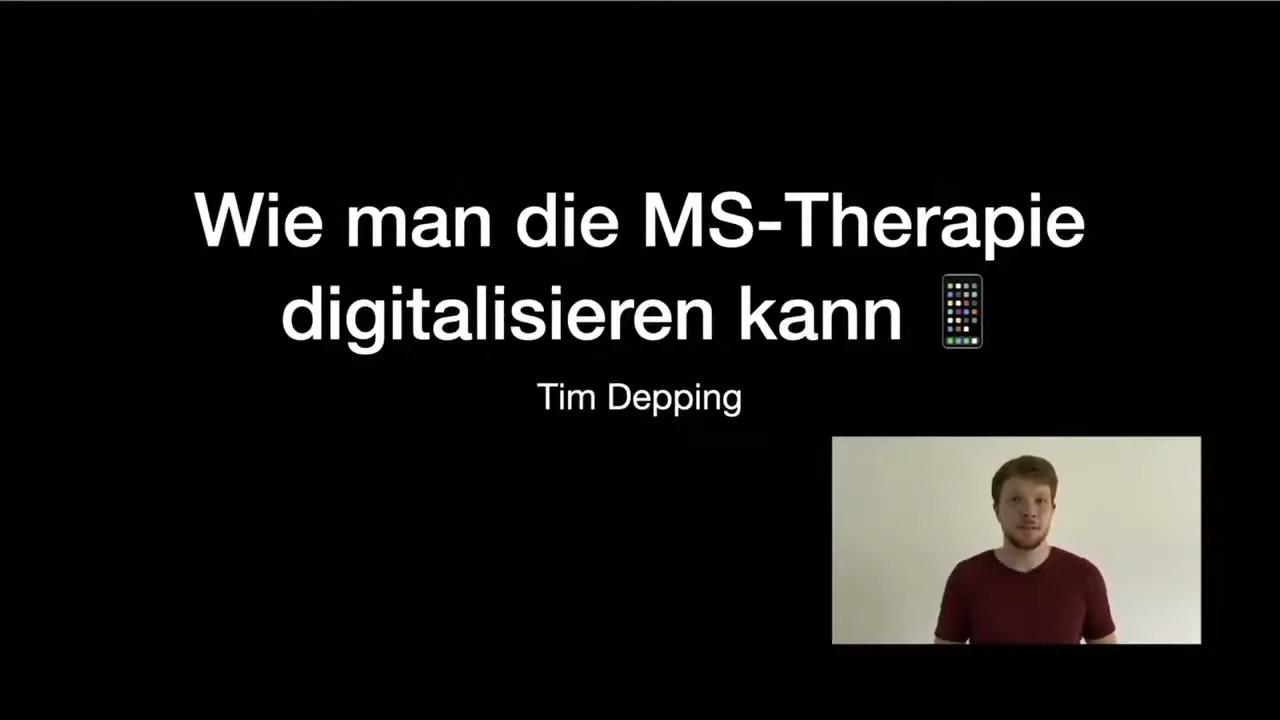 Wie man die MS-Therapie
digitalisieren kann 📱
Tim Depping